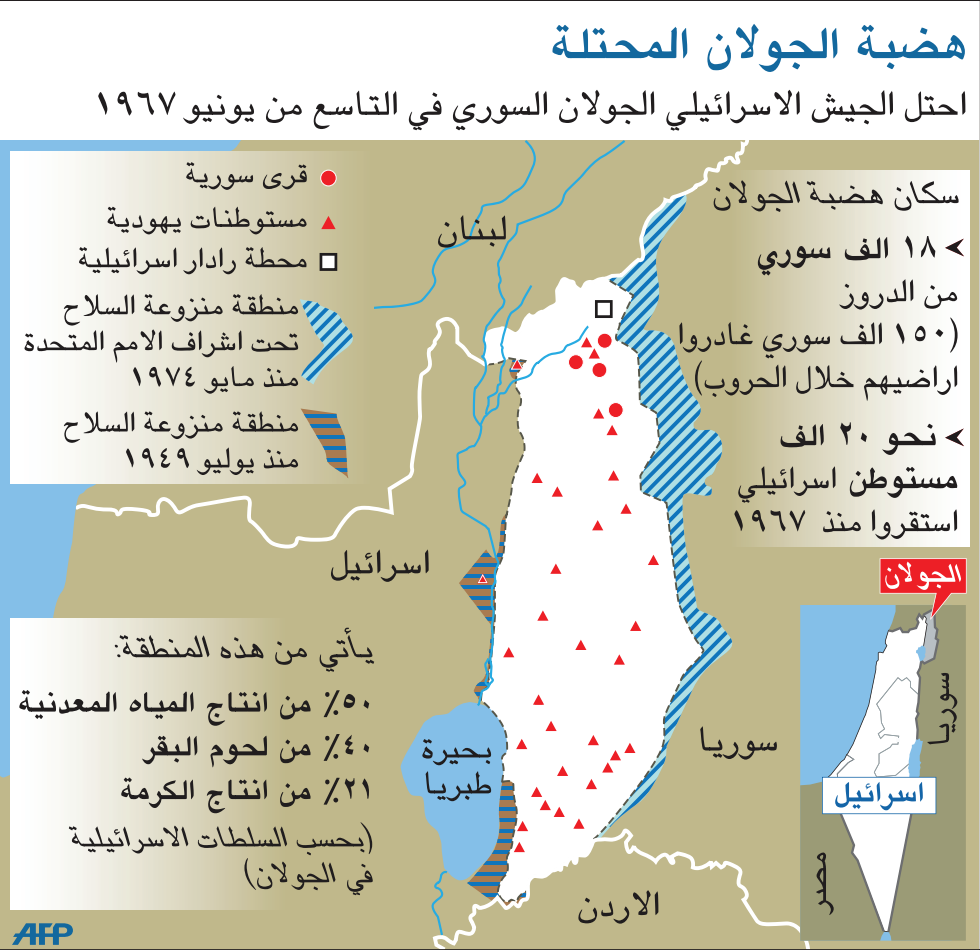 هضبة الجولان المحتلة
احتل الجيش الاسرائيلي الجولان السوري في التاسع من يونيو ١٩٦٧
قرى سورية
مستوطنات يهودية
محطة رادار اسرائيلية
منطقة منزوعة السلاح
تحت اشراف الامم المتحدة
منذ مايو ١٩٧٤
منطقة منزوعة السلاح
منذ يوليو ١٩٤٩
سكان هضبة الجولان
١٨ الف سوري
من الدروز
(١٥٠ الف سوري غادروا
اراضيهم خلال الحروب)
نحو ٢٠ الف
مستوطن اسرائيلي
استقروا منذ ١٩٦٧
لبنان
اسرائيل
سوريا
الاردن
بحيرة
طبريا
الجولان
سوريا
اسرائيل
مصر
يأتي من هذه المنطقة:
٥٠٪ من انتاج المياه المعدنية
٤٠٪ من لحوم البقر
٢١٪ من انتاج الكرمة
(بحسب السلطات الاسرائيلية
في الجولان)
AFP